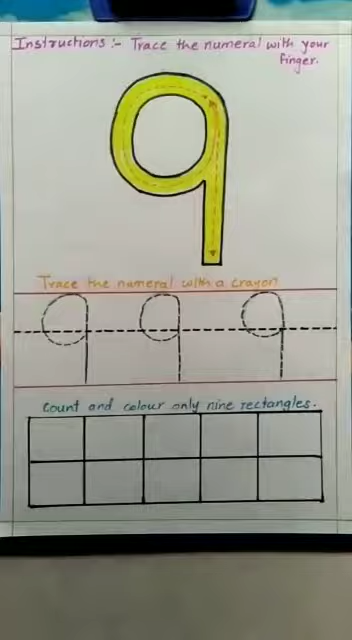 Instructions :- Trace the numeral with your
finger.
9
Trace the numeral with a crayon
9 9 9
count and colour only nine rectangles.